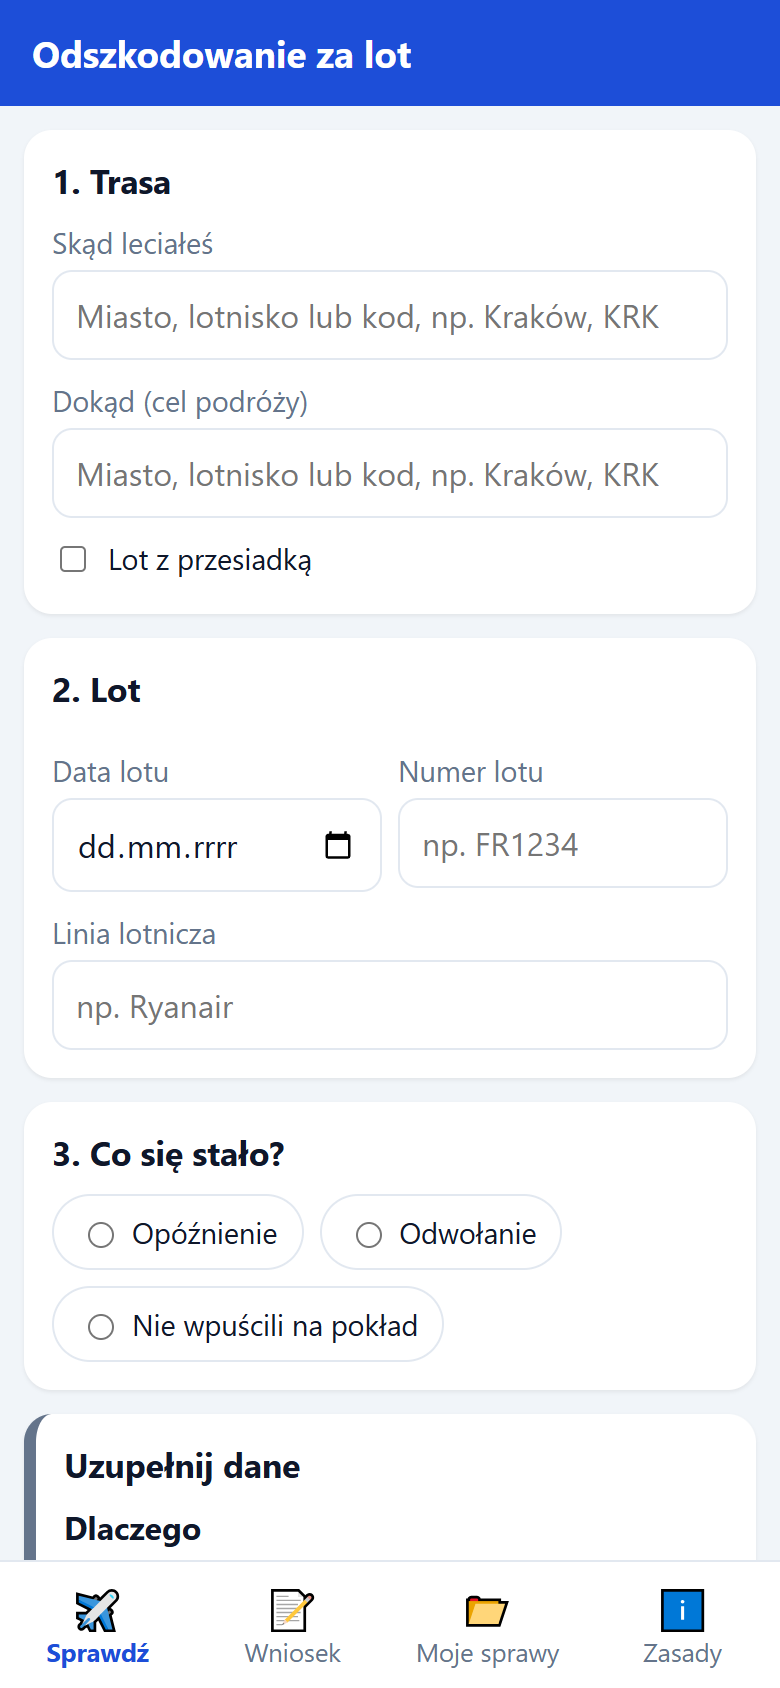 Odszkodowanie za lot
1. Trasa
Skąd leciałeś
Miasto, lotnisko lub kod, np. Kraków, KRK
Dokąd (cel podróży)
Miasto, lotnisko lub kod, np. Kraków, KRK
Lot z przesiadką
2. Lot
Data lotu
Numer lotu
dd.mm.rrrr
np. FR1234
Linia lotnicza
np. Ryanair
3. Co się stało?
Opóźnienie
Odwołanie
Nie wpuścili na pokład
Uzupełnij dane
Dlaczego
Sprawdź
Wniosek
Moje sprawy
Zasady